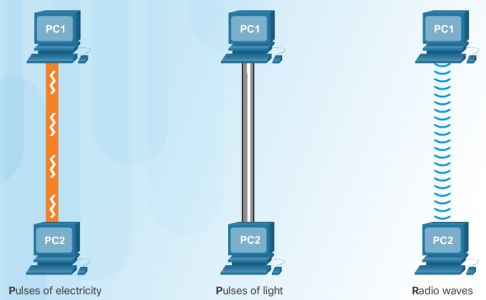 PC1
PC1
PC1
PC2
PC2
PC2
Pulses of electricity
Pulses of light
Radio waves